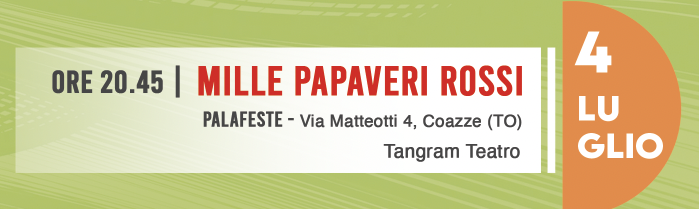 ORE 20.45 | MILLE PAPAVERI ROSSI
PALAFESTE - Via Matteotti 4, Coazze (TO)
Tangram Teatro
4
LU
GLIO